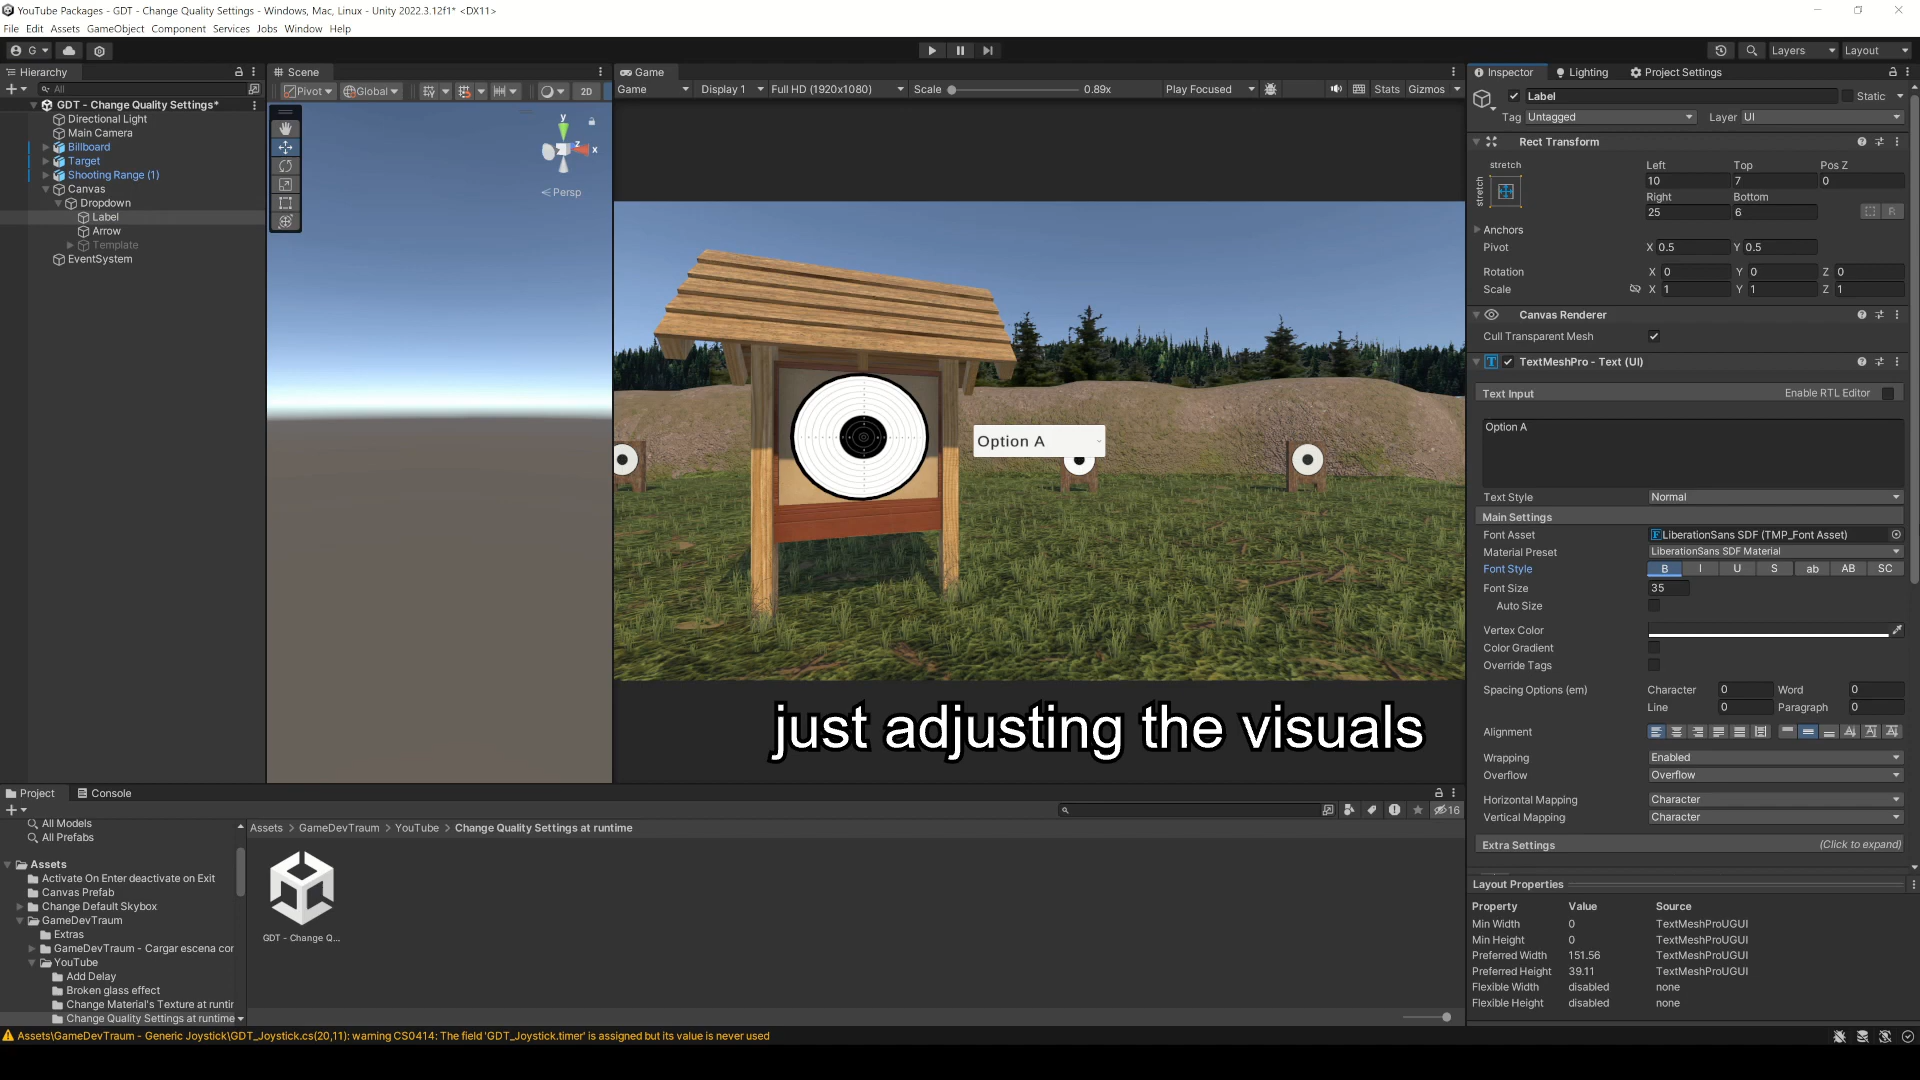 YouTube Packages - GDT - Change Quality Settings - Windows, Mac, Linux - Unity 2022.3.12f1* <DX11>
File Edit Assets GameObject Component Services Jobs Window Help
G Layers Layout
Hierarchy
All
GDT - Change Quality Settings*
Directional Light
Main Camera
Billboard
Target
Shooting Range (1)
Canvas
Dropdown
Label
Arrow
Template
EventSystem
Scene
Pivot Global 2D
y
x
z
Persp
Game
Game Display 1 Full HD (1920x1080) Scale 0.89x Play Focused Stats Gizmos
Option A
just adjusting the visuals
Inspector Lighting Project Settings
Label Static
Tag Untagged Layer UI
Rect Transform
stretch Left Top Pos Z
stretch 10 7 0
Right Bottom
25 6 R
Anchors
Pivot X 0.5 Y 0.5
Rotation X 0 Y 0 Z 0
Scale X 1 Y 1 Z 1
Canvas Renderer
Cull Transparent Mesh
TextMeshPro - Text (UI)
Text Input Enable RTL Editor
Option A
Text Style Normal
Main Settings
Font Asset LiberationSans SDF (TMP_Font Asset)
Material Preset LiberationSans SDF Material
Font Style B I U S ab AB SC
Font Size 35
Auto Size
Vertex Color
Color Gradient
Override Tags
Spacing Options (em) Character 0 Word 0
Line 0 Paragraph 0
Alignment
Wrapping Enabled
Overflow Overflow
Horizontal Mapping Character
Vertical Mapping Character
Extra Settings (Click to expand)
Layout Properties
Property Value Source
Min Width 0 TextMeshProUGUI
Min Height 0 TextMeshProUGUI
Preferred Width 151.56 TextMeshProUGUI
Preferred Height 39.11 TextMeshProUGUI
Flexible Width disabled none
Flexible Height disabled none
Project Console
16
All Models
All Prefabs
Assets
Activate On Enter deactivate on Exit
Canvas Prefab
Change Default Skybox
GameDevTraum
Extras
GameDevTraum - Cargar escena cor
YouTube
Add Delay
Broken glass effect
Change Material's Texture at runtir
Change Quality Settings at runtime
Assets > GameDevTraum > YouTube > Change Quality Settings at runtime
GDT - Change Q...
Assets\GameDevTraum - Generic Joystick\GDT_Joystick.cs(20,11): warning CS0414: The field 'GDT_Joystick.timer' is assigned but its value is never used